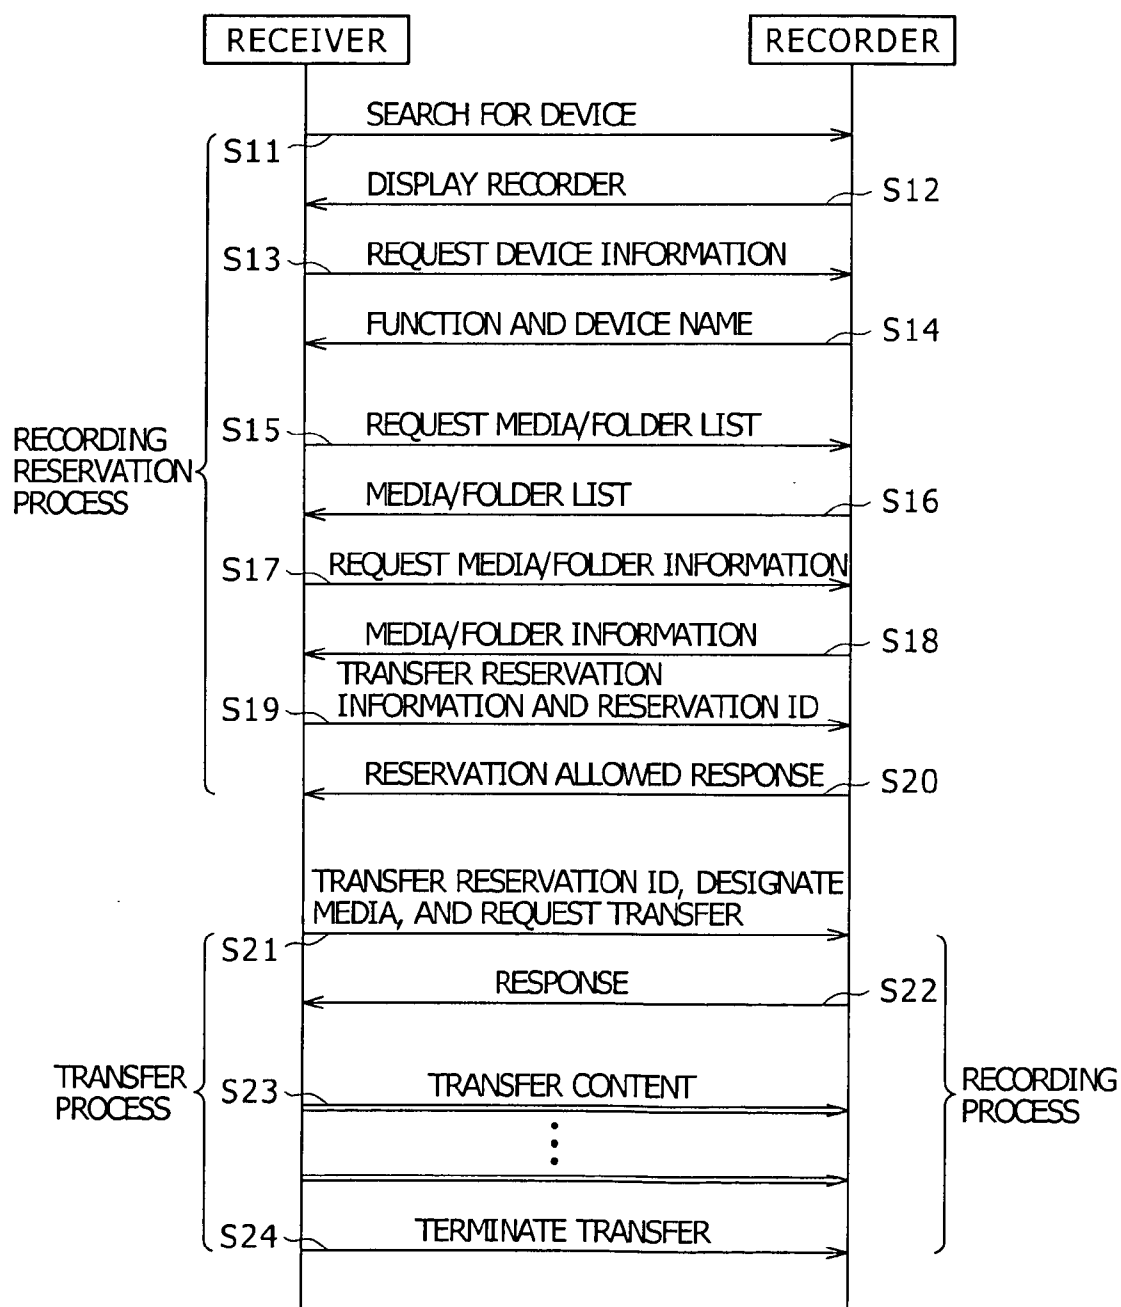 RECEIVER
RECORDER
SEARCH FOR DEVICE
S11
DISPLAY RECORDER
S12
REQUEST DEVICE INFORMATION
S13
FUNCTION AND DEVICE NAME
S14
REQUEST MEDIA/FOLDER LIST
S15
RECORDING
RESERVATION
PROCESS
MEDIA/FOLDER LIST
S16
REQUEST MEDIA/FOLDER INFORMATION
S17
MEDIA/FOLDER INFORMATION
S18
TRANSFER RESERVATION
INFORMATION AND RESERVATION ID
S19
RESERVATION ALLOWED RESPONSE
S20
TRANSFER RESERVATION ID, DESIGNATE
MEDIA, AND REQUEST TRANSFER
S21
RESPONSE
S22
TRANSFER
PROCESS
S23
TRANSFER CONTENT
RECORDING
PROCESS
TERMINATE TRANSFER
S24